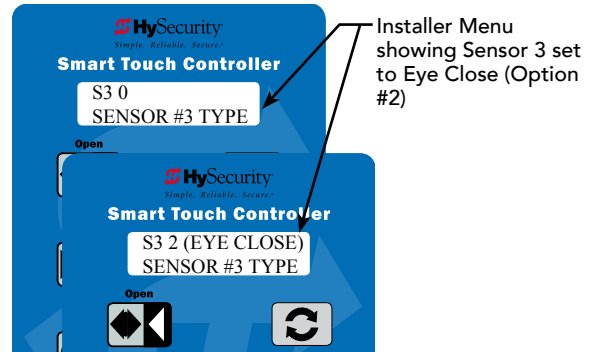 HySecurity
Simple. Reliable. Secure.
Smart Touch Controller
S3 0
SENSOR #3 TYPE
Open
Installer Menu
showing Sensor 3 set
to Eye Close (Option
#2)
HySecurity
Simple. Reliable. Secure.
Smart Touch Controller
S3 2 (EYE CLOSE)
SENSOR #3 TYPE
Open